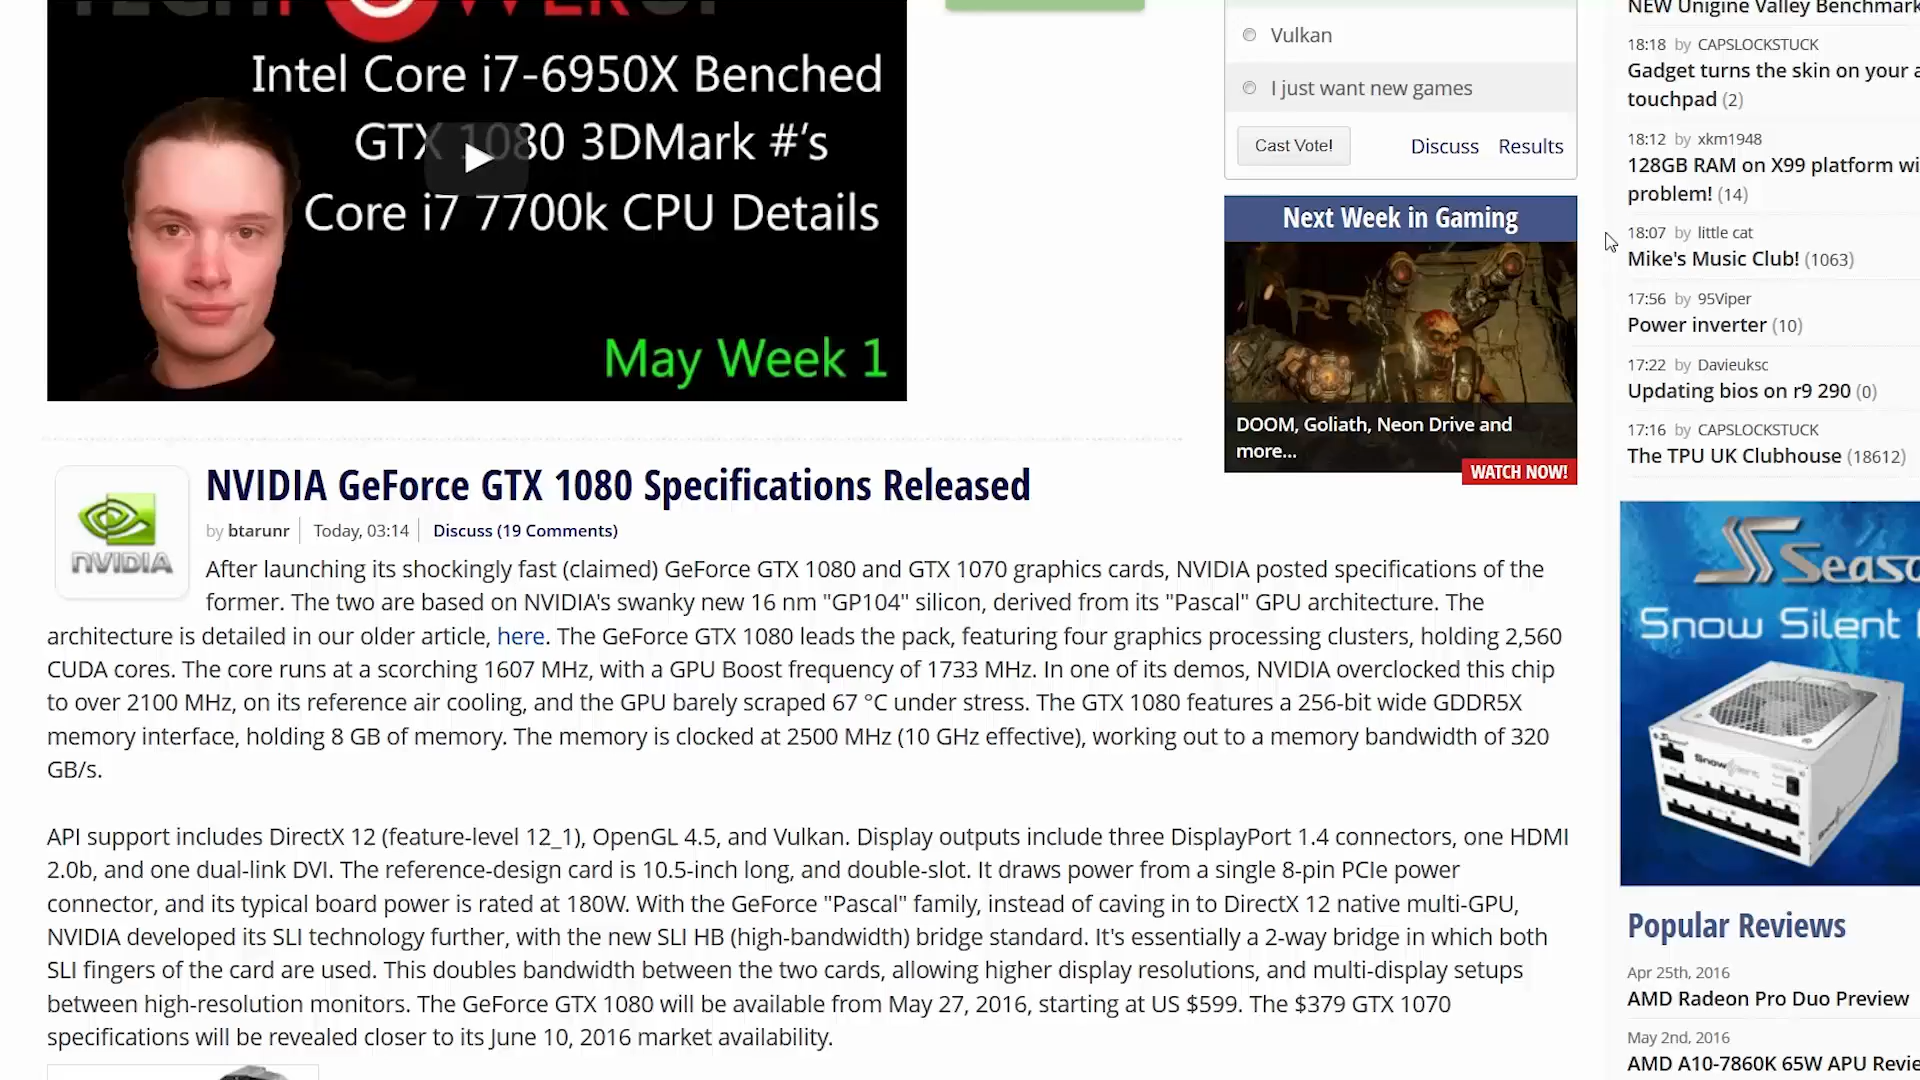 Intel Core i7-6950X Benched
GTX 1080 3DMark #'s
Core i7 7700k CPU Details
May Week 1
NVIDIA
NVIDIA GeForce GTX 1080 Specifications Released
by btarunr | Today, 03:14 | Discuss (19 Comments)
After launching its shockingly fast (claimed) GeForce GTX 1080 and GTX 1070 graphics cards, NVIDIA posted specifications of the
former. The two are based on NVIDIA's swanky new 16 nm "GP104" silicon, derived from its "Pascal" GPU architecture. The
architecture is detailed in our older article, here. The GeForce GTX 1080 leads the pack, featuring four graphics processing clusters, holding 2,560
CUDA cores. The core runs at a scorching 1607 MHz, with a GPU Boost frequency of 1733 MHz. In one of its demos, NVIDIA overclocked this chip
to over 2100 MHz, on its reference air cooling, and the GPU barely scraped 67 °C under stress. The GTX 1080 features a 256-bit wide GDDR5X
memory interface, holding 8 GB of memory. The memory is clocked at 2500 MHz (10 GHz effective), working out to a memory bandwidth of 320
GB/s.
API support includes DirectX 12 (feature-level 12_1), OpenGL 4.5, and Vulkan. Display outputs include three DisplayPort 1.4 connectors, one HDMI
2.0b, and one dual-link DVI. The reference-design card is 10.5-inch long, and double-slot. It draws power from a single 8-pin PCIe power
connector, and its typical board power is rated at 180W. With the GeForce "Pascal" family, instead of caving in to DirectX 12 native multi-GPU,
NVIDIA developed its SLI technology further, with the new SLI HB (high-bandwidth) bridge standard. It's essentially a 2-way bridge in which both
SLI fingers of the card are used. This doubles bandwidth between the two cards, allowing higher display resolutions, and multi-display setups
between high-resolution monitors. The GeForce GTX 1080 will be available from May 27, 2016, starting at US $599. The $379 GTX 1070
specifications will be revealed closer to its June 10, 2016 market availability.
Vulkan
I just want new games
Cast Vote!
Discuss
Results
Next Week in Gaming
DOOM, Goliath, Neon Drive and
more...
WATCH NOW!
NEW Unigine Valley Benchmark
18:18 by CAPSLOCKSTUCK
Gadget turns the skin on your a
touchpad (2)
18:12 by xkm1948
128GB RAM on X99 platform wi
problem! (14)
18:07 by little cat
Mike's Music Club! (1063)
17:56 by 95Viper
Power inverter (10)
17:22 by Davieuksc
Updating bios on r9 290 (0)
17:16 by CAPSLOCKSTUCK
The TPU UK Clubhouse (18612)
Seaso
Snow Silent
Popular Reviews
Apr 25th, 2016
AMD Radeon Pro Duo Preview
May 2nd, 2016
AMD A10-7860K 65W APU Revie